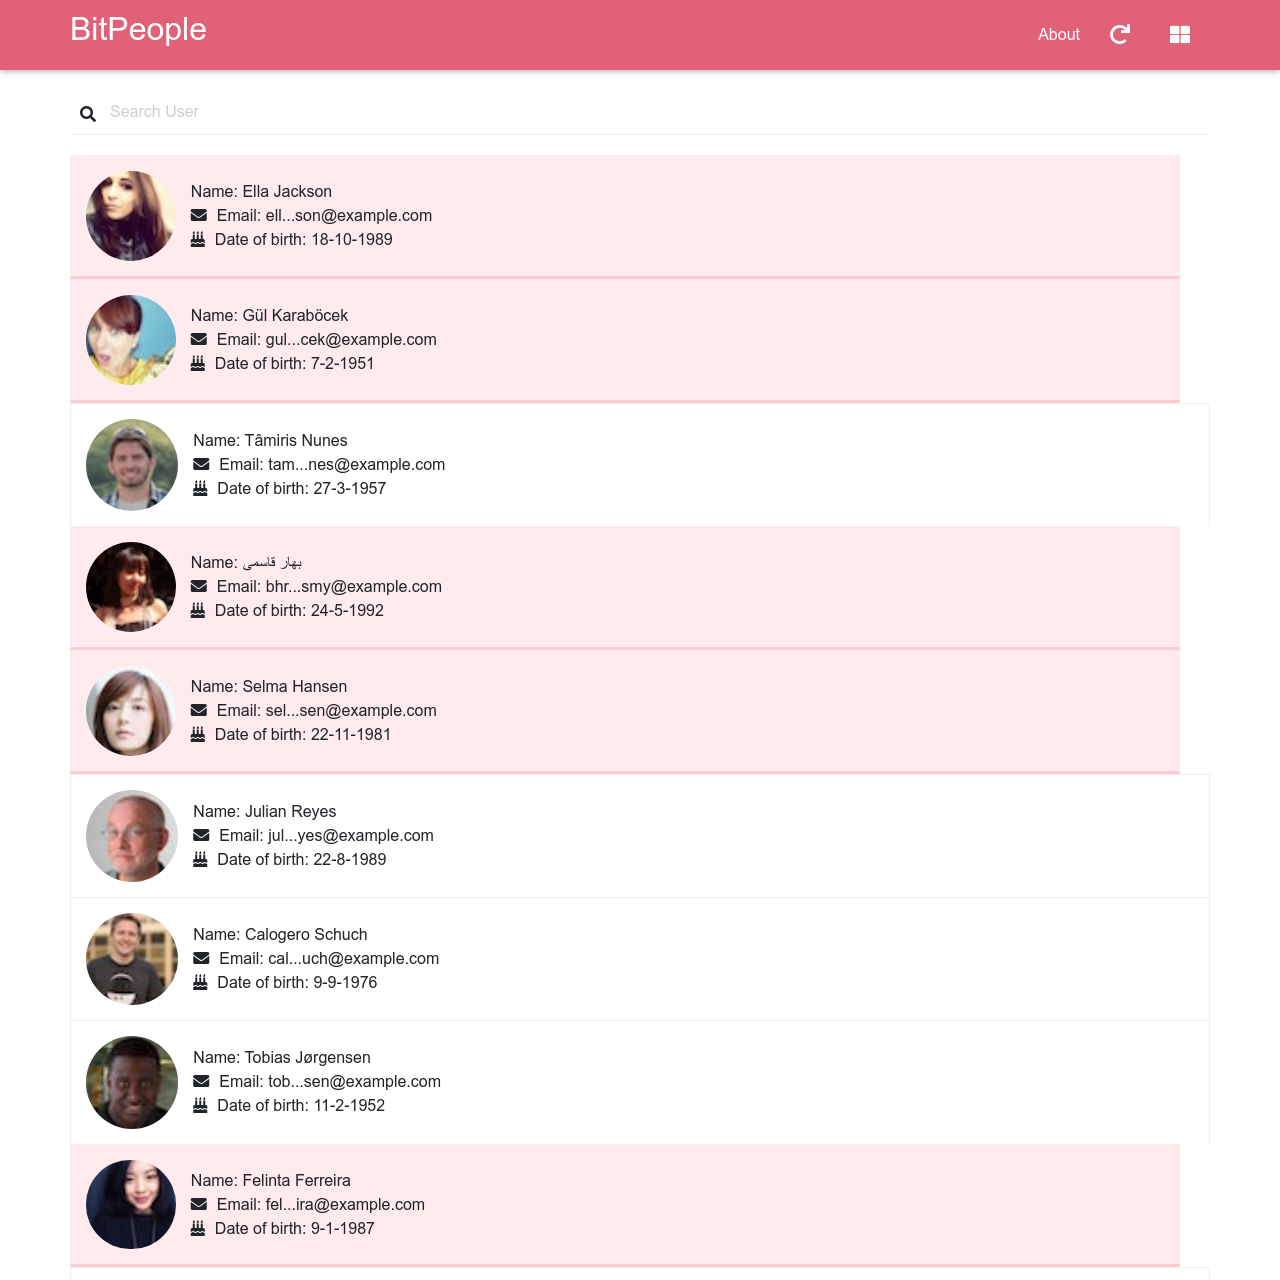 BitPeople
About
Search User
Name: Ella Jackson
Email: ell...son@example.com
Date of birth: 18-10-1989
Name: Gül Karaböcek
Email: gul...cek@example.com
Date of birth: 7-2-1951
Name: Tâmiris Nunes
Email: tam...nes@example.com
Date of birth: 27-3-1957
Name: بهار قاسمی
Email: bhr...smy@example.com
Date of birth: 24-5-1992
Name: Selma Hansen
Email: sel...sen@example.com
Date of birth: 22-11-1981
Name: Julian Reyes
Email: jul...yes@example.com
Date of birth: 22-8-1989
Name: Calogero Schuch
Email: cal...uch@example.com
Date of birth: 9-9-1976
Name: Tobias Jørgensen
Email: tob...sen@example.com
Date of birth: 11-2-1952
Name: Felinta Ferreira
Email: fel...ira@example.com
Date of birth: 9-1-1987